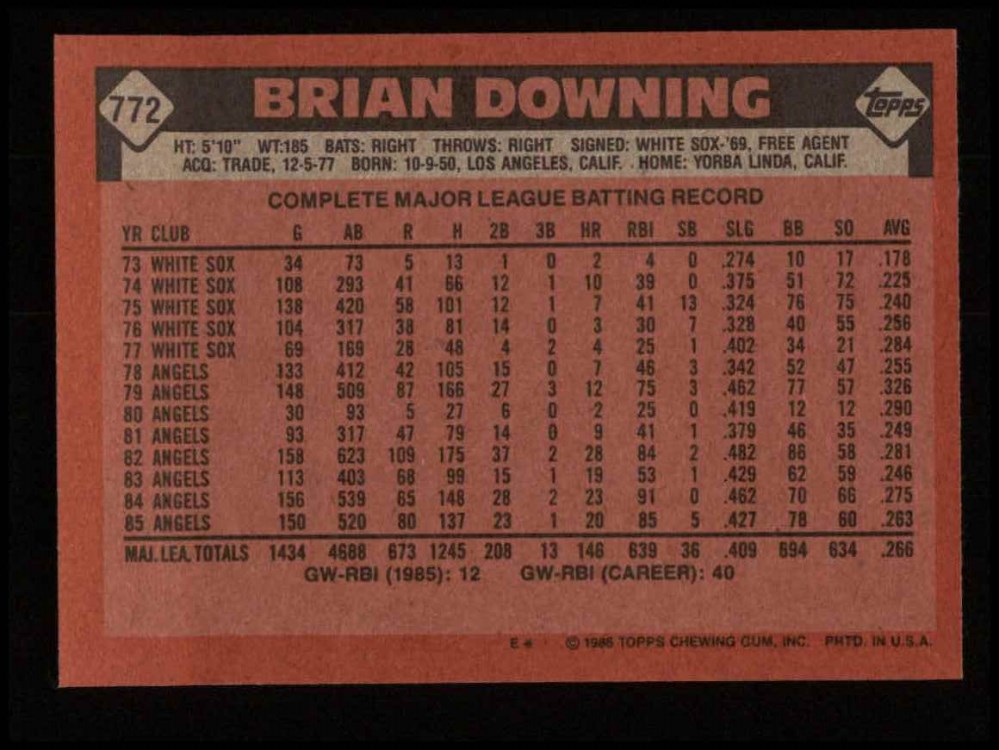 772 BRIAN DOWNING Topps
HT: 5'10" WT:185 BATS: RIGHT THROWS: RIGHT SIGNED: WHITE SOX-'69, FREE AGENT
ACQ: TRADE, 12-5-77 BORN: 10-9-50, LOS ANGELES, CALIF. HOME: YORBA LINDA, CALIF.
COMPLETE MAJOR LEAGUE BATTING RECORD
YR CLUB G AB R H 2B 3B HR RBI SB SLG BB SO AVG
73 WHITE SOX 34 73 5 13 1 0 2 4 0 .274 10 17 .178
74 WHITE SOX 108 293 41 66 12 1 10 39 0 .375 51 72 .225
75 WHITE SOX 138 420 58 101 12 1 7 41 13 .324 76 75 .240
76 WHITE SOX 104 317 38 81 14 0 3 30 7 .328 40 55 .256
77 WHITE SOX 69 169 28 48 4 2 4 25 1 .402 34 21 .284
78 ANGELS 133 412 42 105 15 0 7 46 3 .342 52 47 .255
79 ANGELS 148 509 87 166 27 3 12 75 3 .462 77 57 .326
80 ANGELS 30 93 5 27 6 0 2 25 0 .419 12 12 .290
81 ANGELS 93 317 47 79 14 0 9 41 1 .379 46 35 .249
82 ANGELS 158 623 109 175 37 2 28 84 2 .482 86 58 .281
83 ANGELS 113 403 68 99 15 1 19 53 1 .429 62 59 .246
84 ANGELS 156 539 65 148 28 2 23 91 0 .462 70 66 .275
85 ANGELS 150 520 80 137 23 1 20 85 5 .427 78 60 .263
MAJ. LEA. TOTALS 1434 4688 673 1245 208 13 146 639 36 .409 694 634 .266
GW-RBI (1985): 12 GW-RBI (CAREER): 40
E* © 1986 TOPPS CHEWING GUM, INC. PRTD. IN U.S.A.